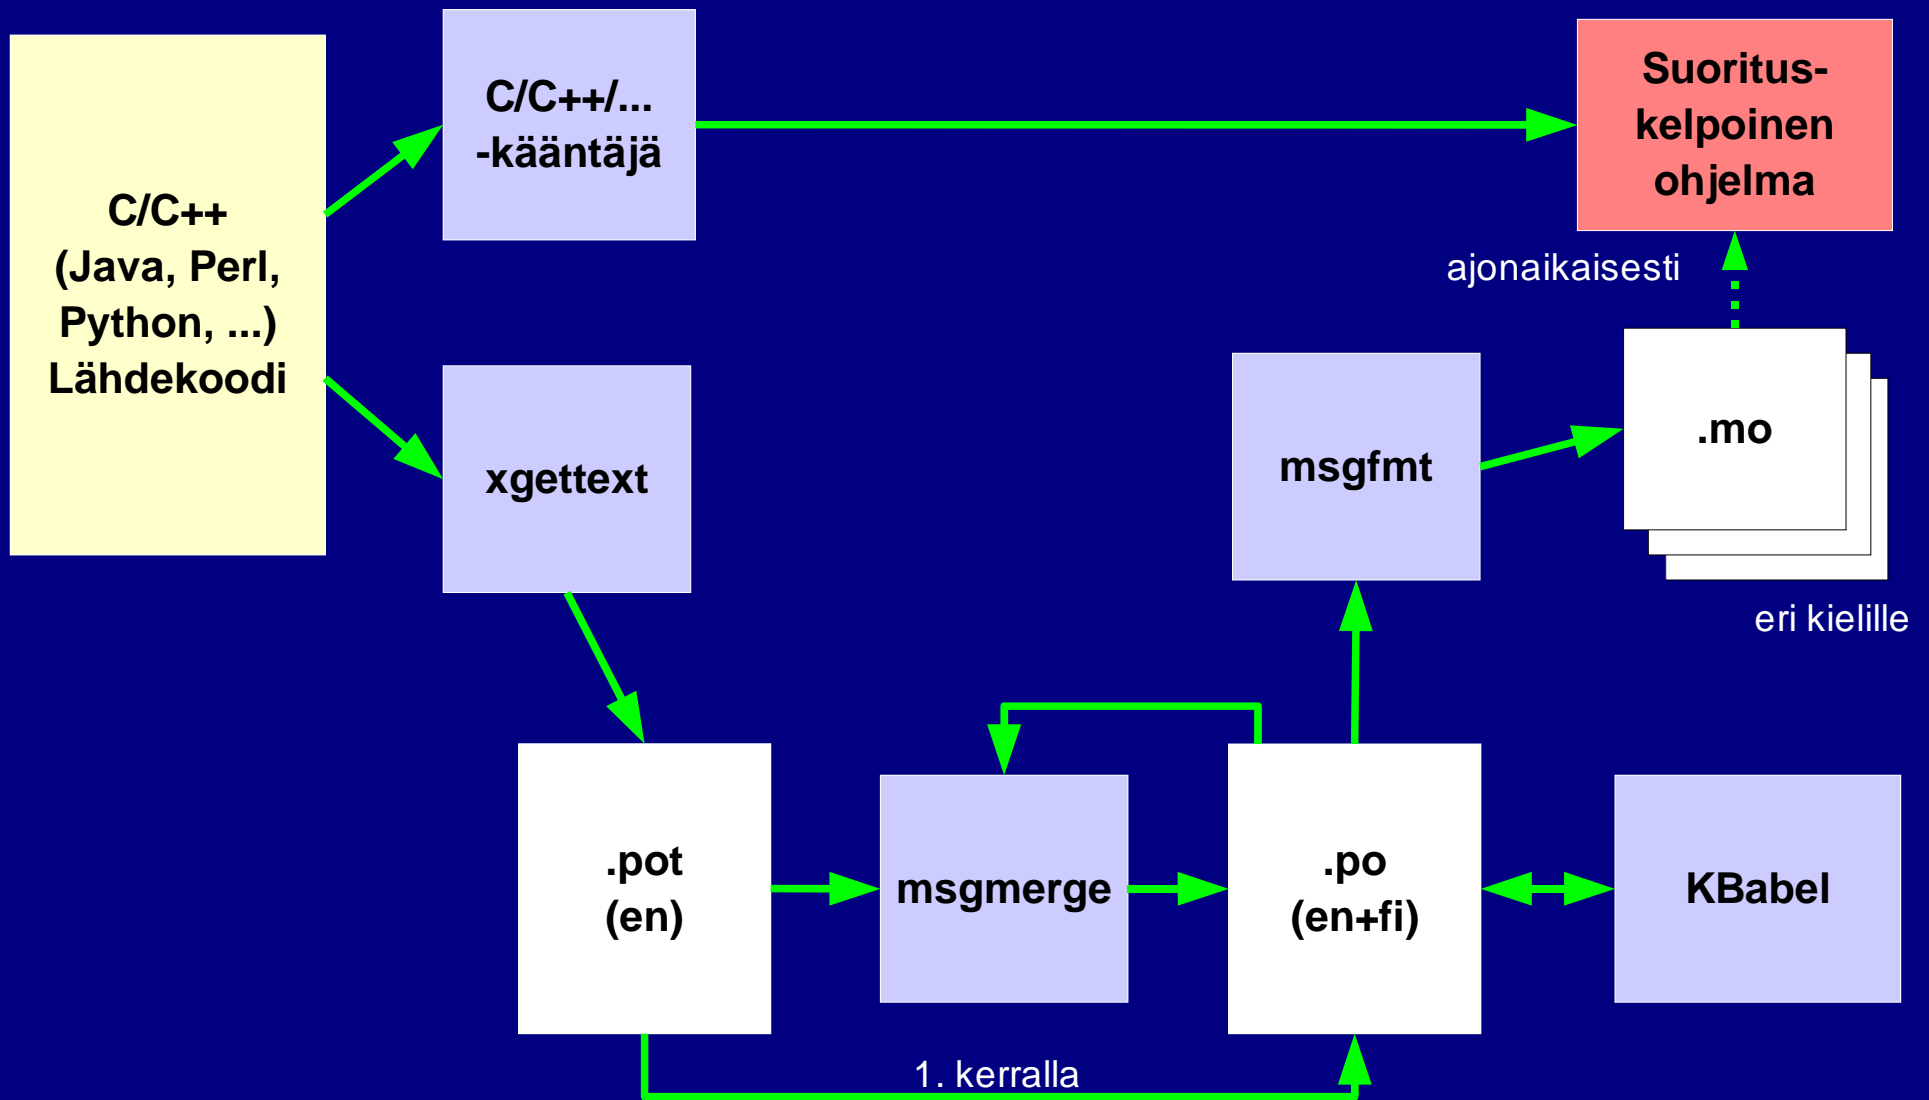 C/C++
(Java, Perl,
Python, ...)
Lähdekoodi
C/C++/...
-kääntäjä
Suoritus-
kelpoinen
ohjelma
ajonaikaisesti
xgettext
msgfmt
.mo
eri kielille
.pot
(en)
msgmerge
.po
(en+fi)
KBabel
1. kerralla